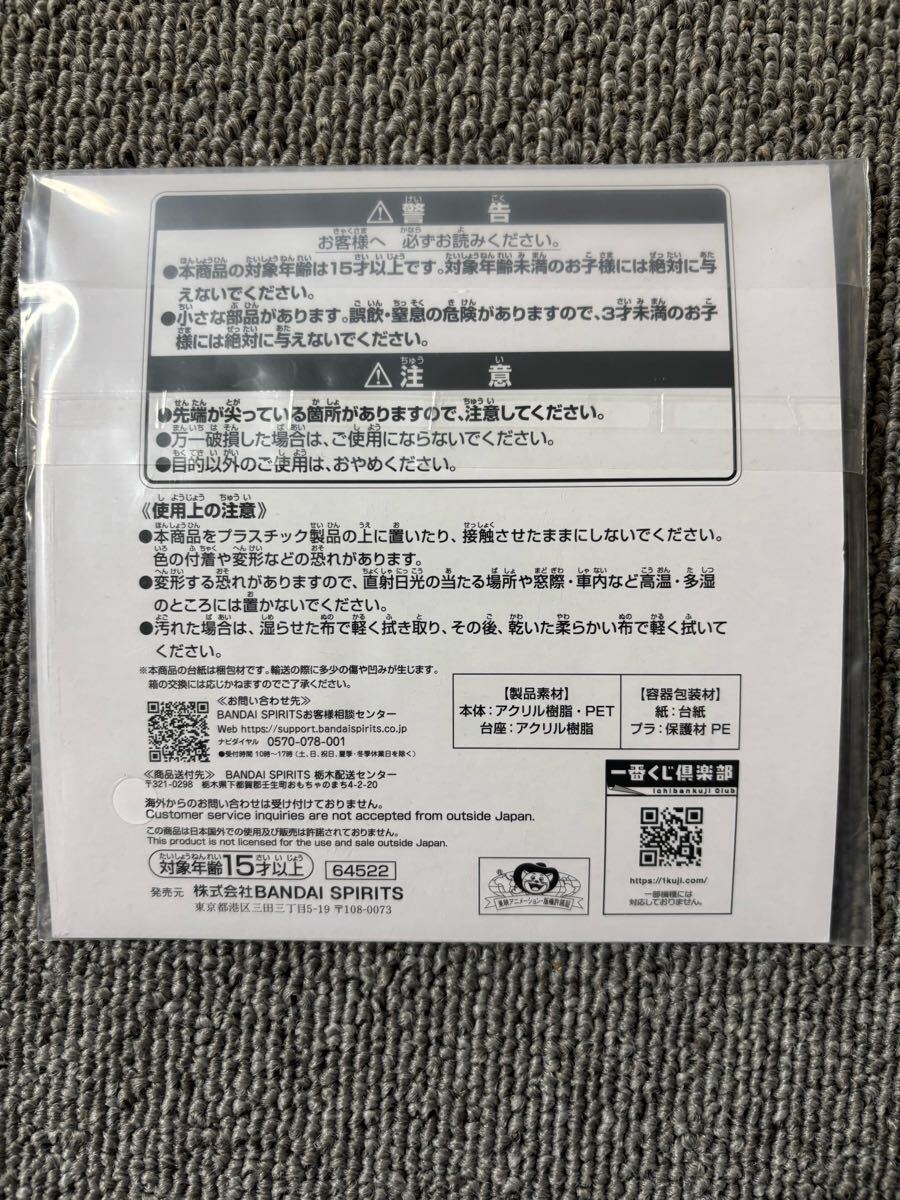 ⚠警告
お客様へ 必ずお読みください。
●本商品の対象年齢は15才以上です。対象年齢未満のお子様には絶対に与
えないでください。
●小さな部品があります。誤飲・窒息の危険がありますので、3才未満のお子
様には絶対に与えないでください。
⚠注意
●先端が尖っている箇所がありますので、注意してください。
●万一破損した場合は、ご使用にならないでください。
●目的以外のご使用は、おやめください。
《使用上の注意》
●本商品をプラスチック製品の上に置いたり、接触させたままにしないでください。
色の付着や変形などの恐れがあります。
●変形する恐れがありますので、直射日光の当たる場所や窓際・車内など高温・多湿
のところには置かないでください。
●汚れた場合は、湿らせた布で軽く拭き取り、その後、乾いた柔らかい布で軽く拭いて
ください。
※本商品の台紙は梱包材です。輸送の際に多少の傷や凹みが生じます。
箱の交換には応じかねますのでご了承ください。
≪お問い合わせ先≫
BANDAI SPIRITSお客様相談センター
Web https://support.bandaispirits.co.jp
ナビダイヤル 0570-078-001
●受付時間 10時〜17時(土、日、祝日、夏季・冬季休業日を除く)
【製品素材】
本体:アクリル樹脂・PET
台座:アクリル樹脂
【容器包装材】
紙:台紙
プラ:保護材 PE
≪商品送付先≫ BANDAI SPIRITS 栃木配送センター
〒321-0298 栃木県下都賀郡壬生町おもちゃのまち4-2-20
海外からのお問い合わせは受け付けておりません。
Customer service inquiries are not accepted from outside Japan.
この商品は日本国外での使用及び販売は許諾されておりません。
This product is not licensed for the use and sale outside Japan.
対象年齢15才以上 64522
発売元 株式会社BANDAI SPIRITS
東京都港区三田三丁目5-19 〒108-0073
東映アニメーション・版権許諾証
一番くじ倶楽部
ichibankuji Club
https://1kuji.com/
一部機種には
対応しておりません。